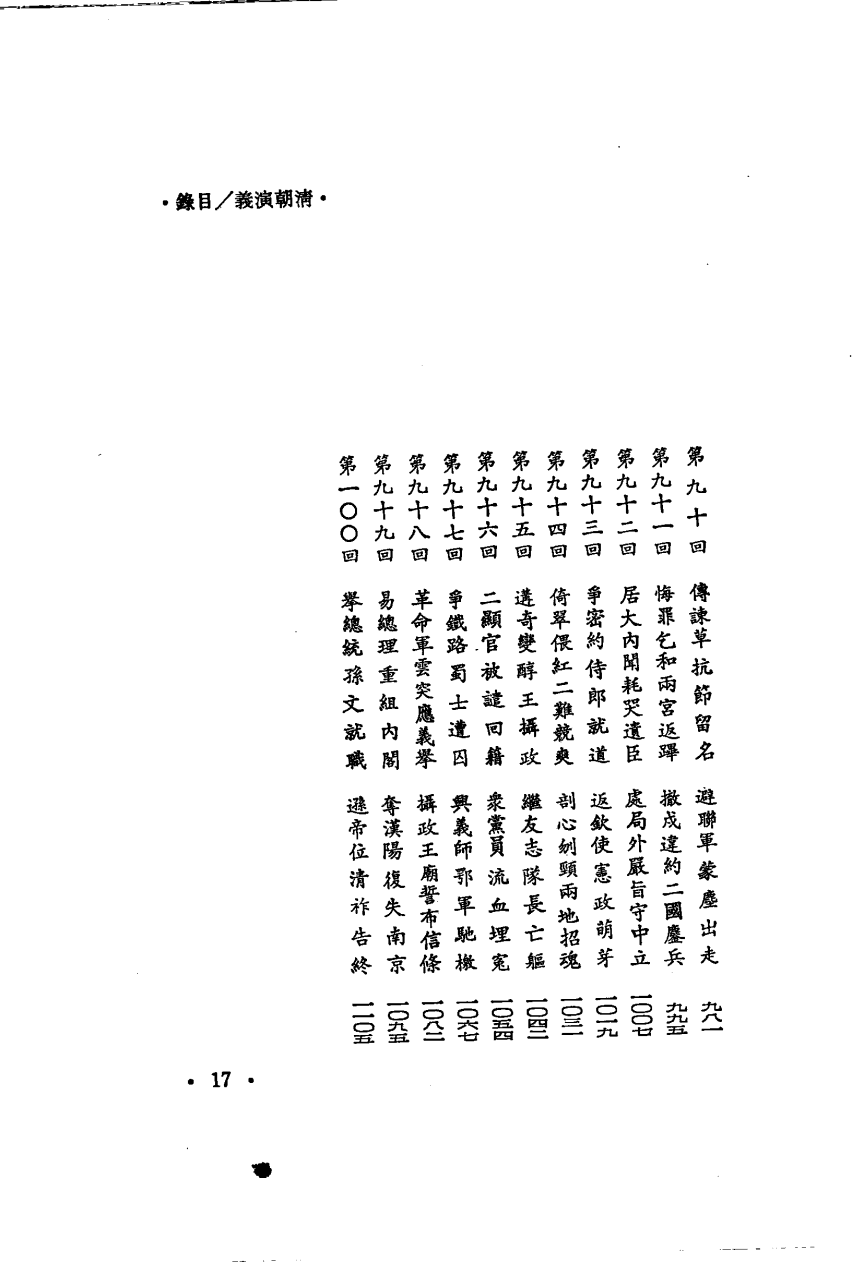 ·清朝演義/目錄·
第九十回 傳諫草抗節留名 避聯軍蒙塵出走 九八一
第九十一回 悔罪乞和兩宮返蹕 撤戍違約二國鏖兵 九九五
第九十二回 居大內聞耗哭遺臣 處局外嚴旨守中立 一〇〇七
第九十三回 爭密約侍郎就道 返欽使憲政萌芽 一〇一九
第九十四回 倚翠偎紅二難競爽 剖心刎頸兩地招魂 一〇三一
第九十五回 遘奇變醇王攝政 繼友志隊長亡軀 一〇四二
第九十六回 二顯官被譴回籍 衆黨員流血埋冤 一〇五四
第九十七回 爭鐵路蜀士遭囚 興義師鄂軍馳檄 一〇六七
第九十八回 革命軍雲突應義舉 攝政王廟誓布信條 一〇八二
第九十九回 易總理重組內閣 奪漢陽復失南京 一〇九五
第一〇〇回 舉總統孫文就職 遜帝位清祚告終 一一〇五
· 17 ·